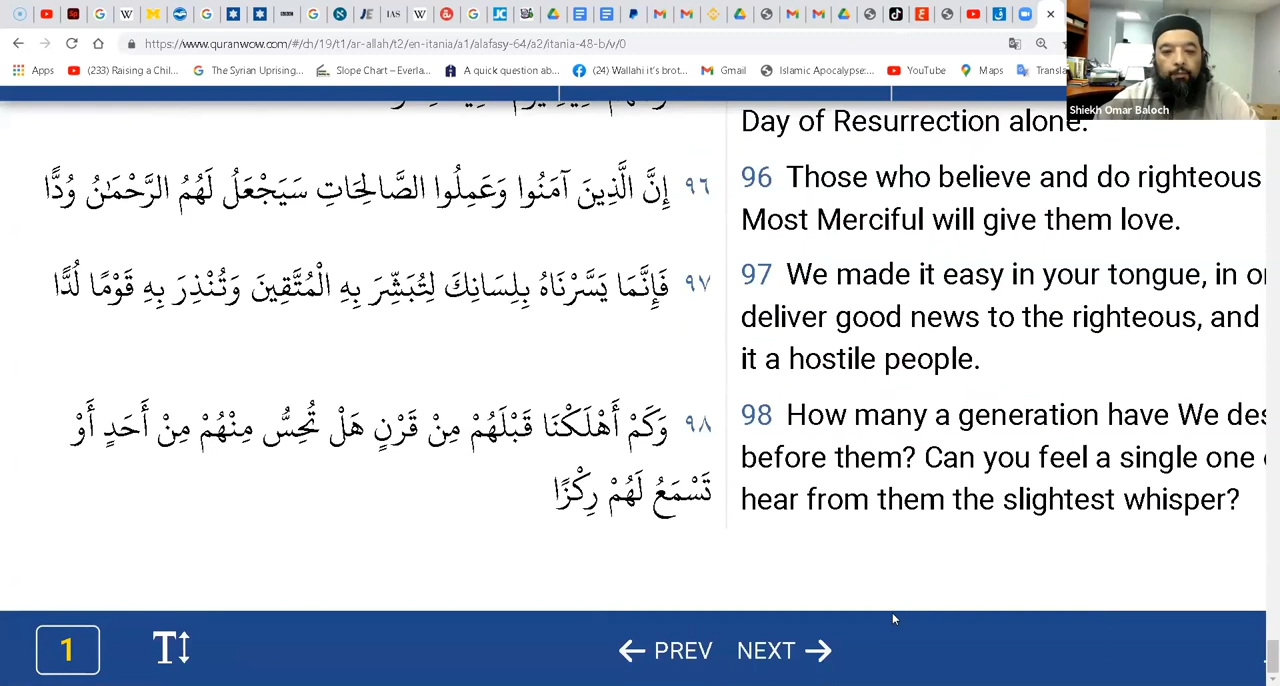 https://www.quranwow.com/#/ch/19/t1/ar-allah/t2/en-itania/a1/alafasy-64/a2/itania-48-b/v/0
Apps (233) Raising a Chil... The Syrian Uprising... Slope Chart – Everla... A quick question ab... (24) Wallahi it's brot... Gmail Islamic Apocalypse:... YouTube Maps Transla
Shiekh Omar Baloch
Day of Resurrection alone.
٩٦ إِنَّ الَّذِينَ آمَنُوا وَعَمِلُوا الصَّالِحَاتِ سَيَجْعَلُ لَهُمُ الرَّحْمَٰنُ وُدًّا
96 Those who believe and do righteous
Most Merciful will give them love.
٩٧ فَإِنَّمَا يَسَّرْنَاهُ بِلِسَانِكَ لِتُبَشِّرَ بِهِ الْمُتَّقِينَ وَتُنْذِرَ بِهِ قَوْمًا لُدًّا
97 We made it easy in your tongue, in or
deliver good news to the righteous, and
it a hostile people.
٩٨ وَكَمْ أَهْلَكْنَا قَبْلَهُمْ مِنْ قَرْنٍ هَلْ تُحِسُّ مِنْهُمْ مِنْ أَحَدٍ أَوْ
تَسْمَعُ لَهُمْ رِكْزًا
98 How many a generation have We des
before them? Can you feel a single one
hear from them the slightest whisper?
1 T PREV NEXT